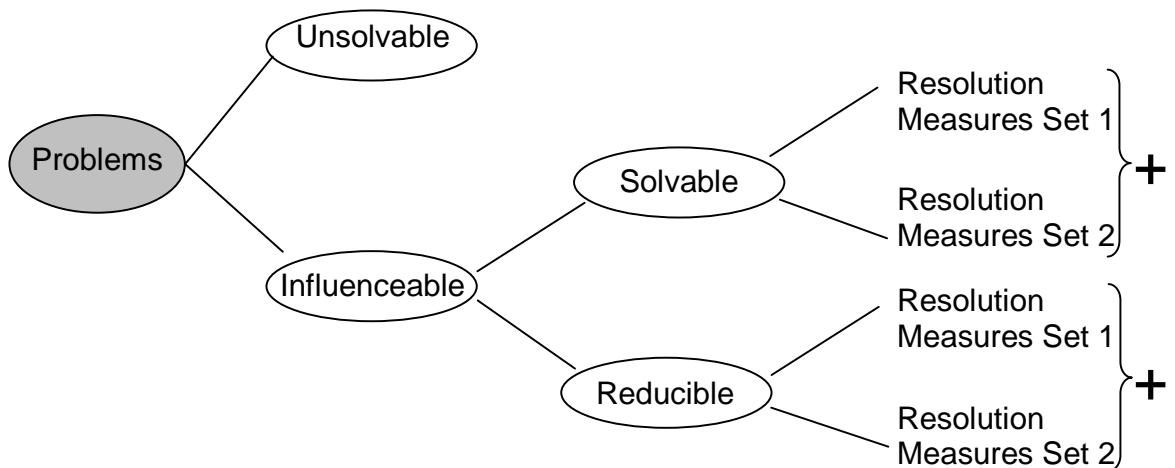 Unsolvable
Problems
Influenceable
Solvable
Reducible
Resolution
Measures Set 1
Resolution
Measures Set 2
+
Resolution
Measures Set 1
Resolution
Measures Set 2
+